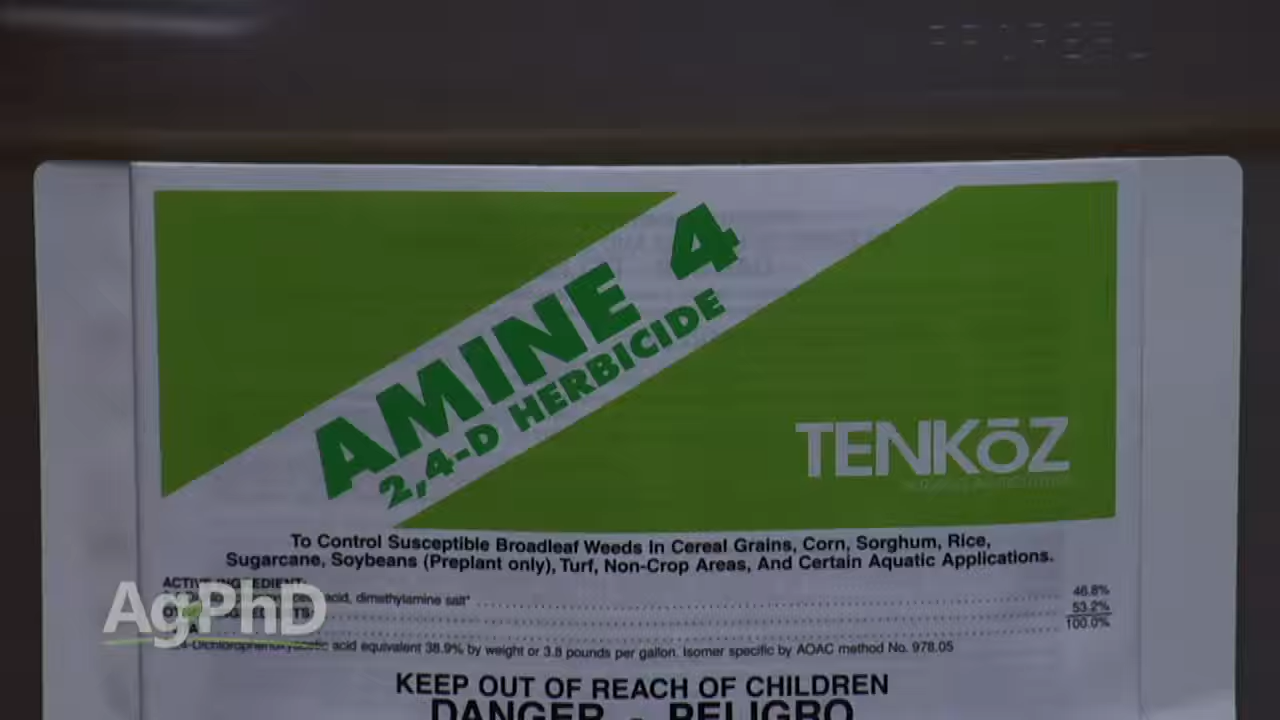 AMINE 4
2,4-D HERBICIDE
TENKŌZ
To Control Susceptible Broadleaf Weeds In Cereal Grains, Corn, Sorghum, Rice,
Sugarcane, Soybeans (Preplant only), Turf, Non-Crop Areas, And Certain Aquatic Applications.
ACTIVE INGREDIENT:
acid, dimethylamine salt* 46.8%
INGREDIENTS: 53.2%
100.0%
acid equivalent 38.9% by weight or 3.8 pounds per gallon. Isomer specific by AOAC method No. 978.05
AgPhD
KEEP OUT OF REACH OF CHILDREN
DANGER - PELIGRO